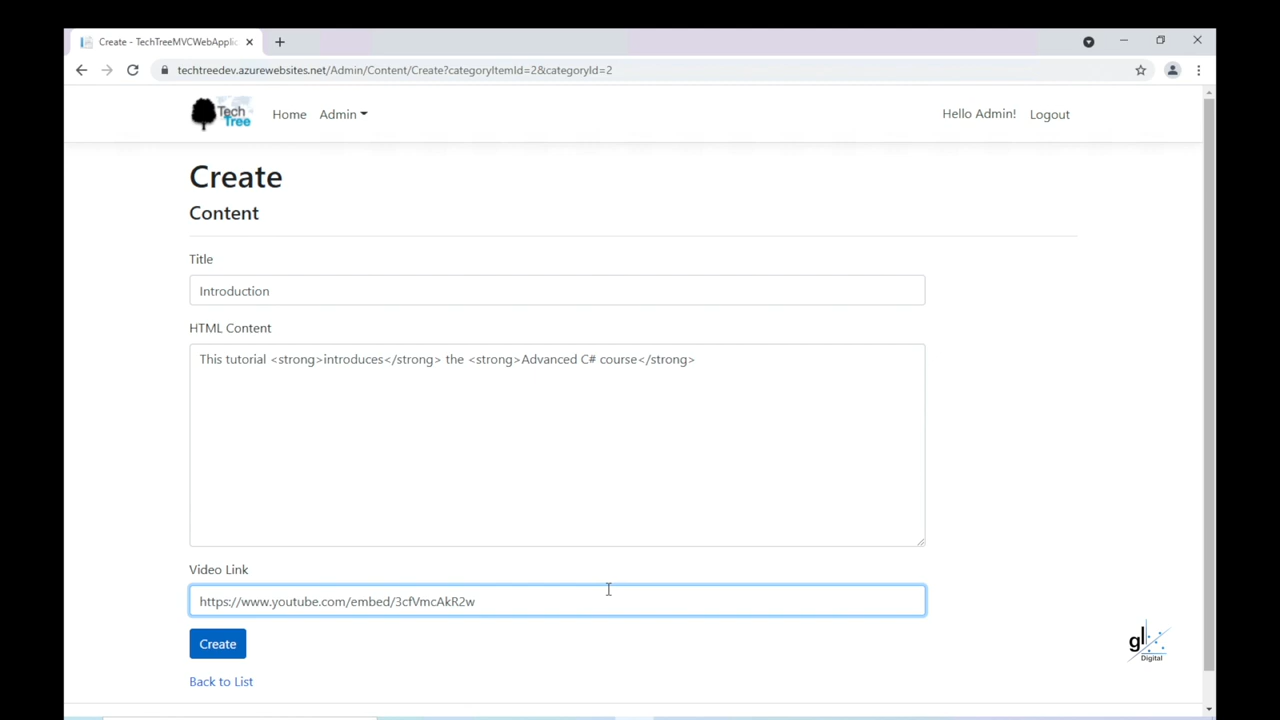 Create - TechTreeMVCWebApplic
techtreedev.azurewebsites.net/Admin/Content/Create?categoryItemId=2&categoryId=2
Tech Tree
Home
Admin
Hello Admin!
Logout
Create
Content
Title
Introduction
HTML Content
This tutorial <strong>introduces</strong> the <strong>Advanced C# course</strong>
Video Link
https://www.youtube.com/embed/3cfVmcAkR2w
Create
gl Digital
Back to List